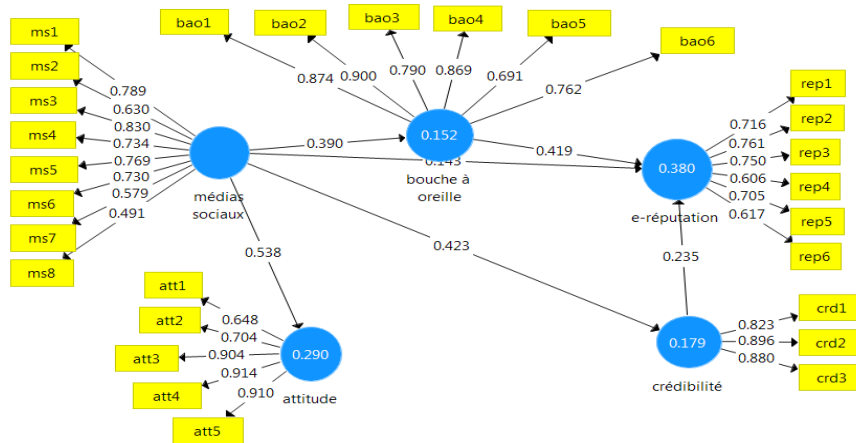 ms1
ms2
ms3
ms4
ms5
ms6
ms7
ms8
0.789
0.630
0.830
0.734
0.769
0.730
0.579
0.491
médias
sociaux
bao1
bao2
bao3
bao4
bao5
bao6
0.874
0.900
0.790
0.869
0.691
0.762
0.390
0.152
bouche à
oreille
0.419
0.143
0.380
e-réputation
0.716
0.761
0.750
0.606
0.705
0.617
rep1
rep2
rep3
rep4
rep5
rep6
0.538
0.423
0.235
att1
att2
att3
att4
att5
0.648
0.704
0.904
0.914
0.910
0.290
attitude
0.179
crédibilité
0.823
0.896
0.880
crd1
crd2
crd3